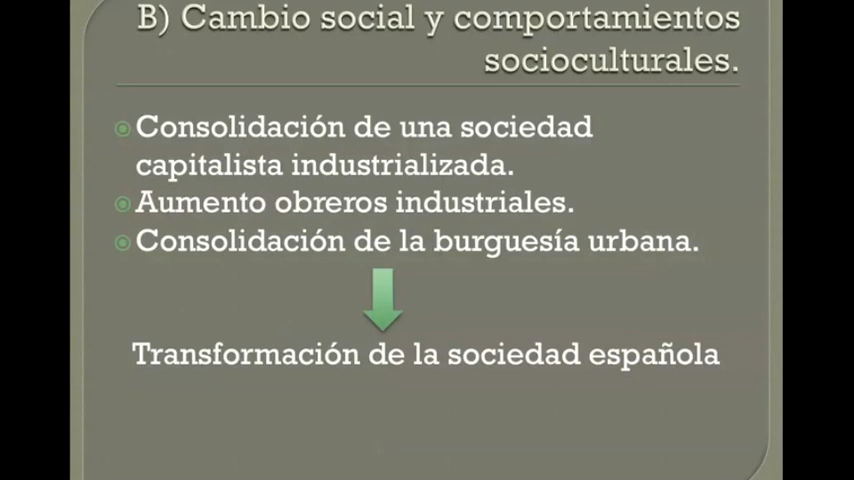 B) Cambio social y comportamientos
socioculturales.
Consolidación de una sociedad
capitalista industrializada.
Aumento obreros industriales.
Consolidación de la burguesía urbana.
Transformación de la sociedad española